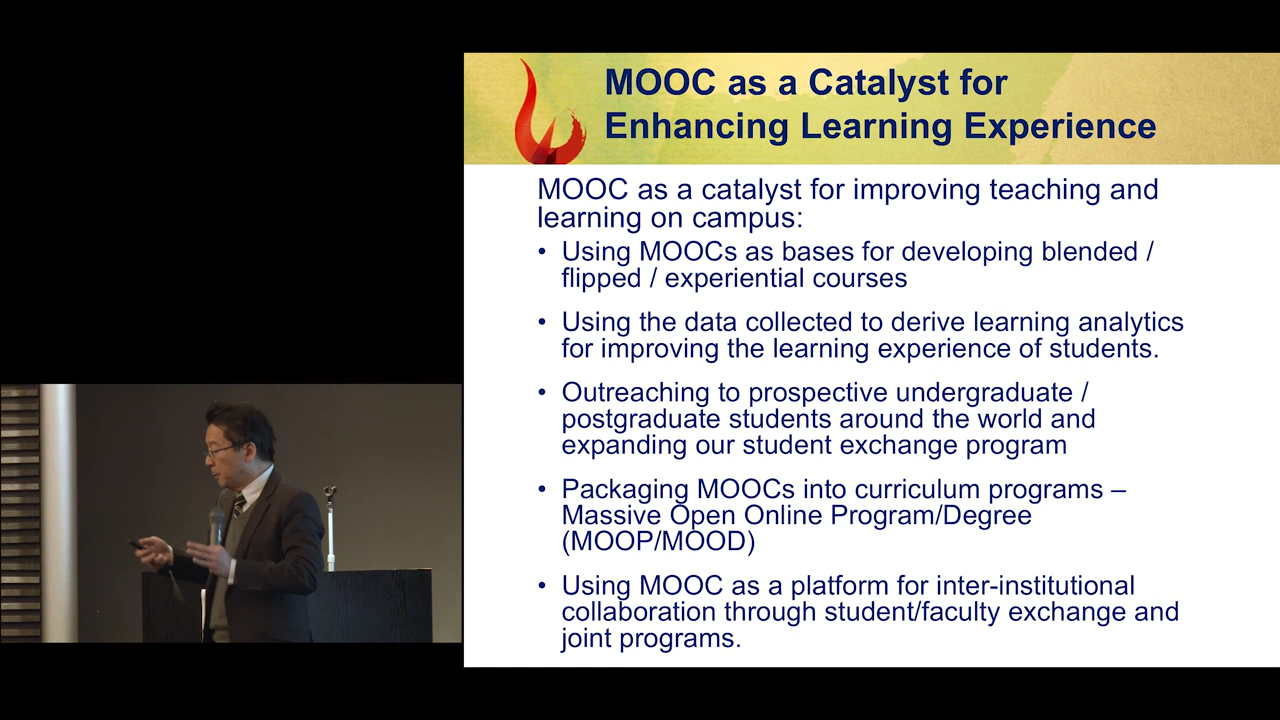 MOOC as a Catalyst for
Enhancing Learning Experience
MOOC as a catalyst for improving teaching and
learning on campus:
• Using MOOCs as bases for developing blended /
flipped / experiential courses
• Using the data collected to derive learning analytics
for improving the learning experience of students.
• Outreaching to prospective undergraduate /
postgraduate students around the world and
expanding our student exchange program
• Packaging MOOCs into curriculum programs –
Massive Open Online Program/Degree
(MOOP/MOOD)
• Using MOOC as a platform for inter-institutional
collaboration through student/faculty exchange and
joint programs.